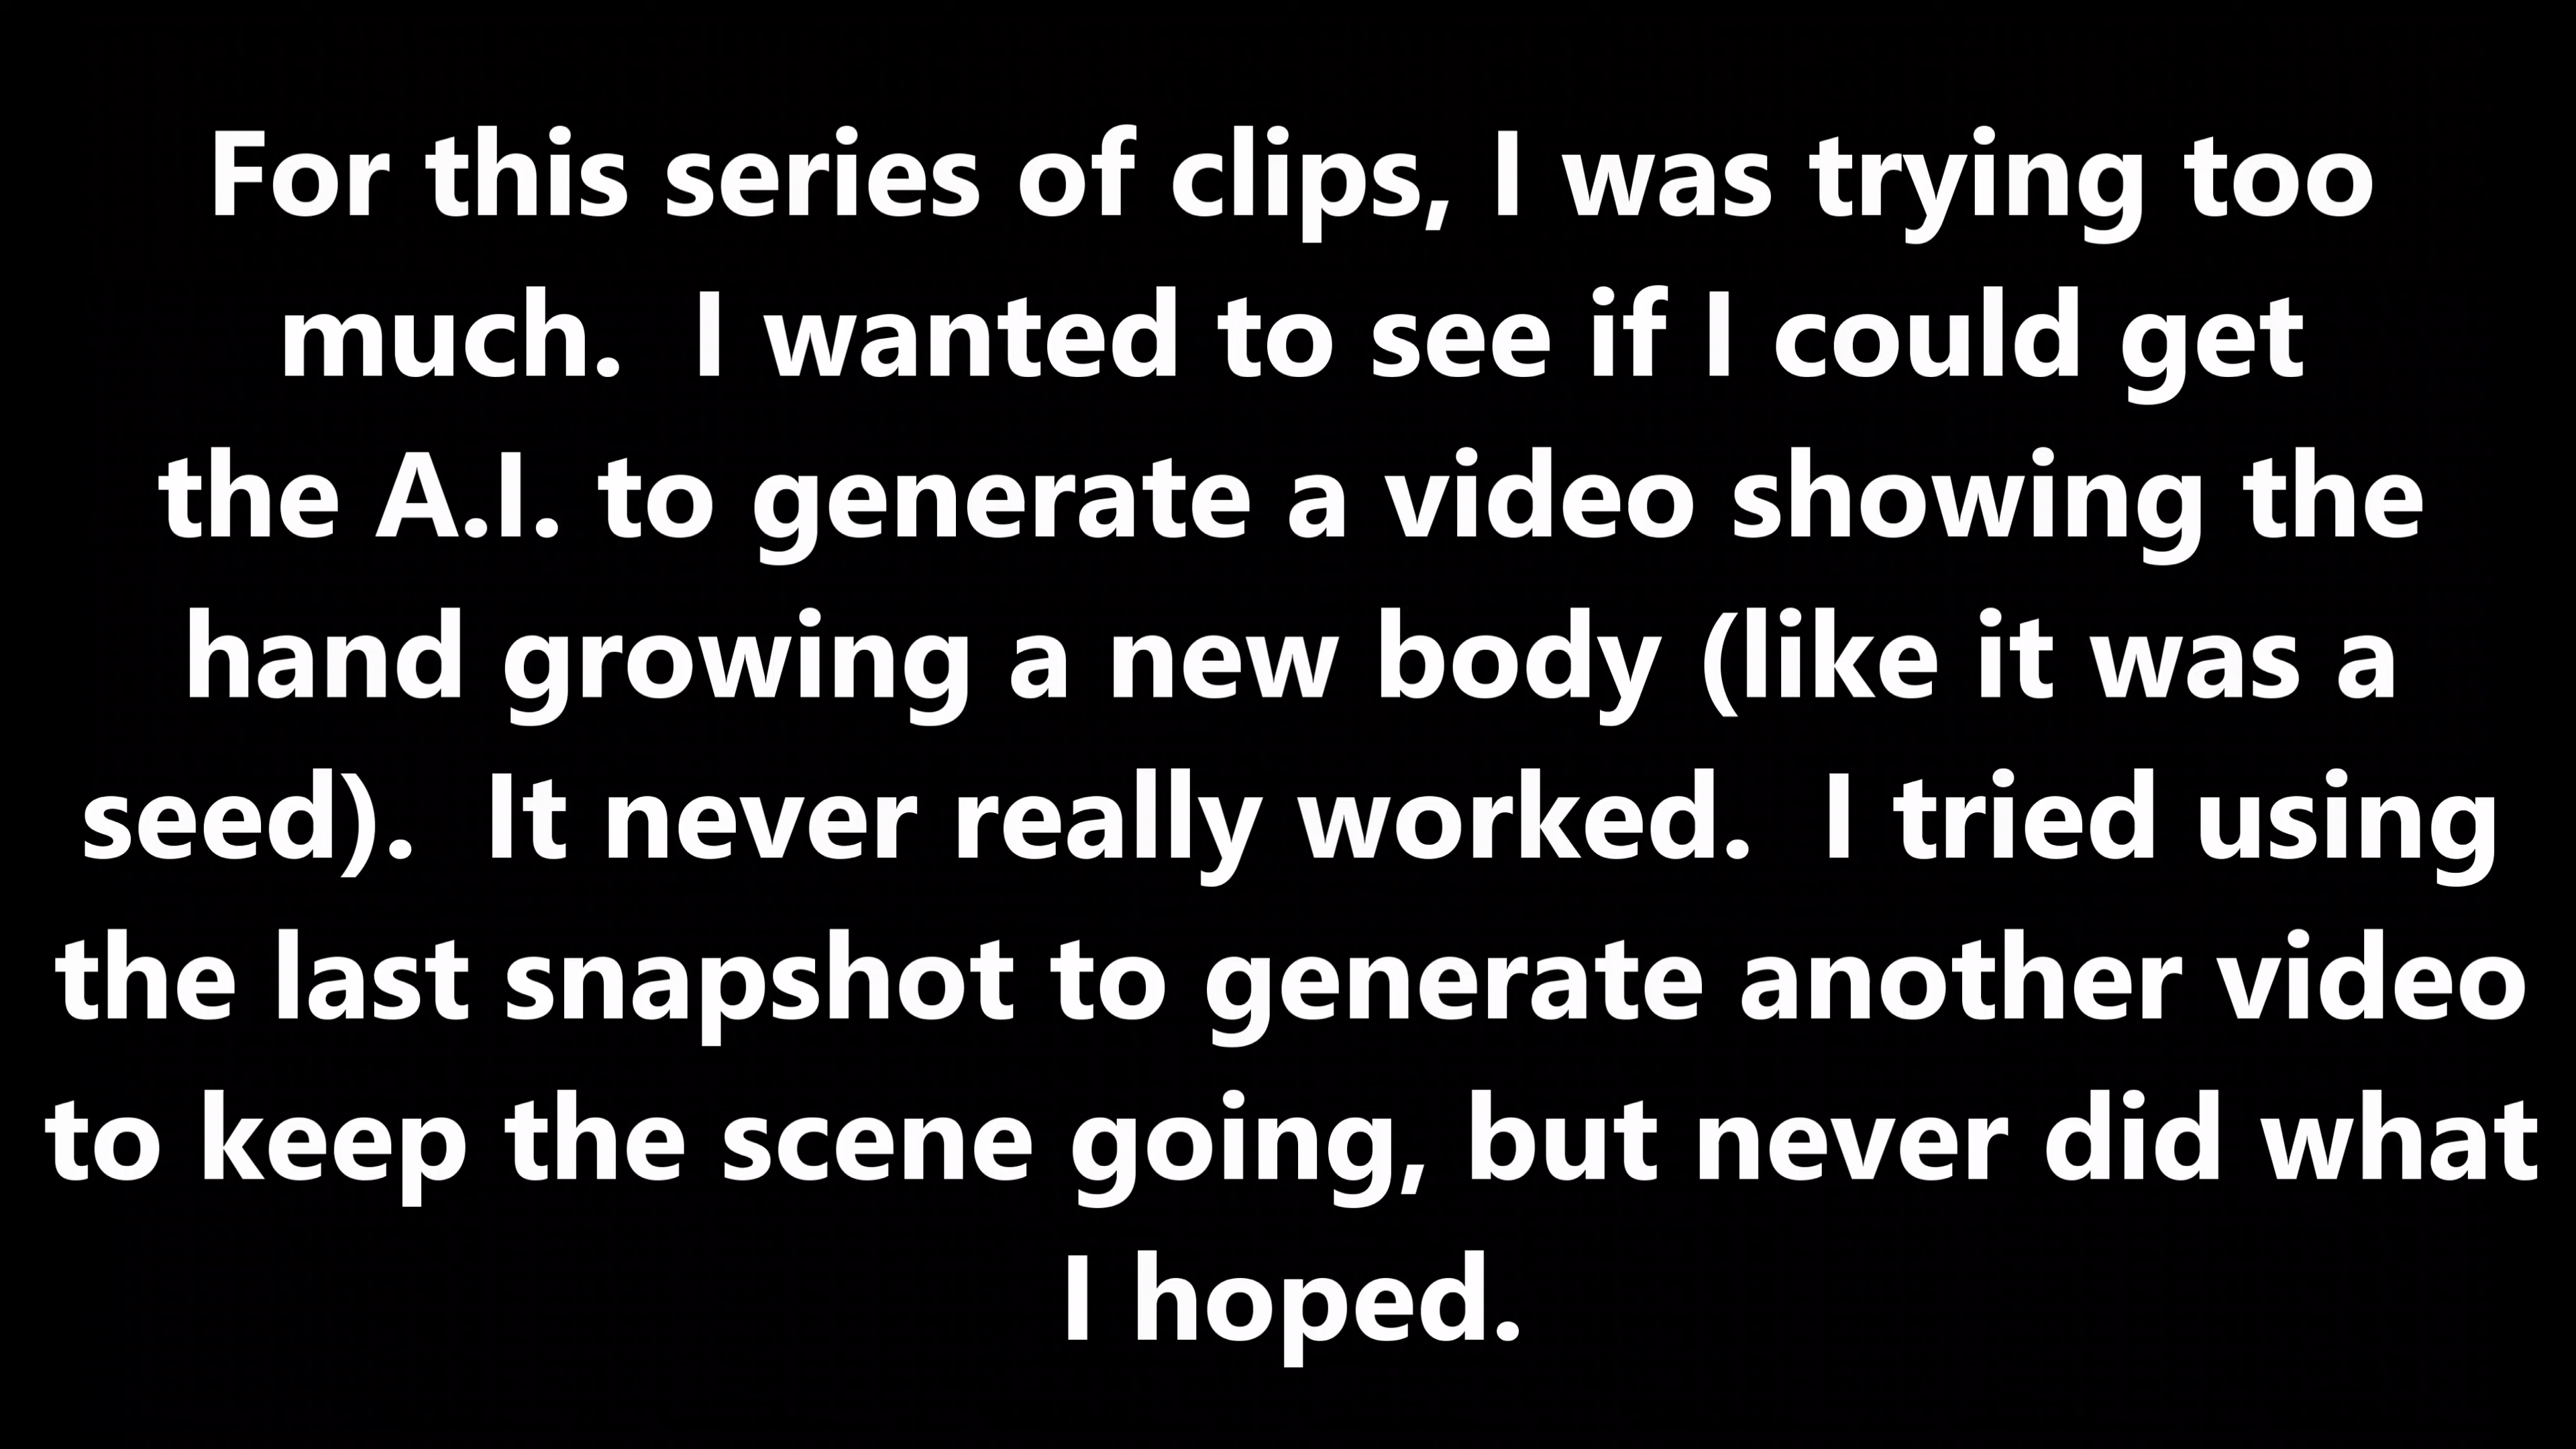 For this series of clips, I was trying too
much.  I wanted to see if I could get
the A.I. to generate a video showing the
hand growing a new body (like it was a
seed).  It never really worked.  I tried using
the last snapshot to generate another video
to keep the scene going, but never did what
I hoped.